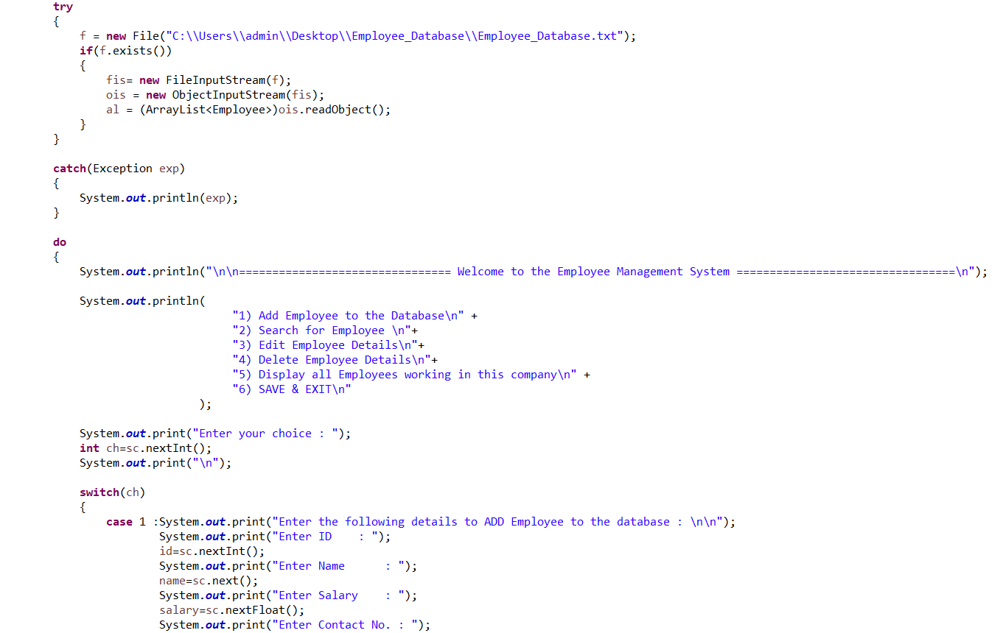 try
{
f = new File("C:\\Users\\admin\\Desktop\\Employee_Database\\Employee_Database.txt");
if(f.exists())
{
fis= new FileInputStream(f);
ois = new ObjectInputStream(fis);
al = (ArrayList<Employee>)ois.readObject();
}
}
catch(Exception exp)
{
System.out.println(exp);
}
do
{
System.out.println("\n\n================================ Welcome to the Employee Management System =================================\n");
System.out.println(
"1) Add Employee to the Database\n" +
"2) Search for Employee \n"+
"3) Edit Employee Details\n"+
"4) Delete Employee Details\n"+
"5) Display all Employees working in this company\n" +
"6) SAVE & EXIT\n"
);
System.out.print("Enter your choice : ");
int ch=sc.nextInt();
System.out.print("\n");
switch(ch)
{
case 1 :System.out.print("Enter the following details to ADD Employee to the database : \n\n");
System.out.print("Enter ID    : ");
id=sc.nextInt();
System.out.print("Enter Name      : ");
name=sc.next();
System.out.print("Enter Salary    : ");
salary=sc.nextFloat();
System.out.print("Enter Contact No. : ");